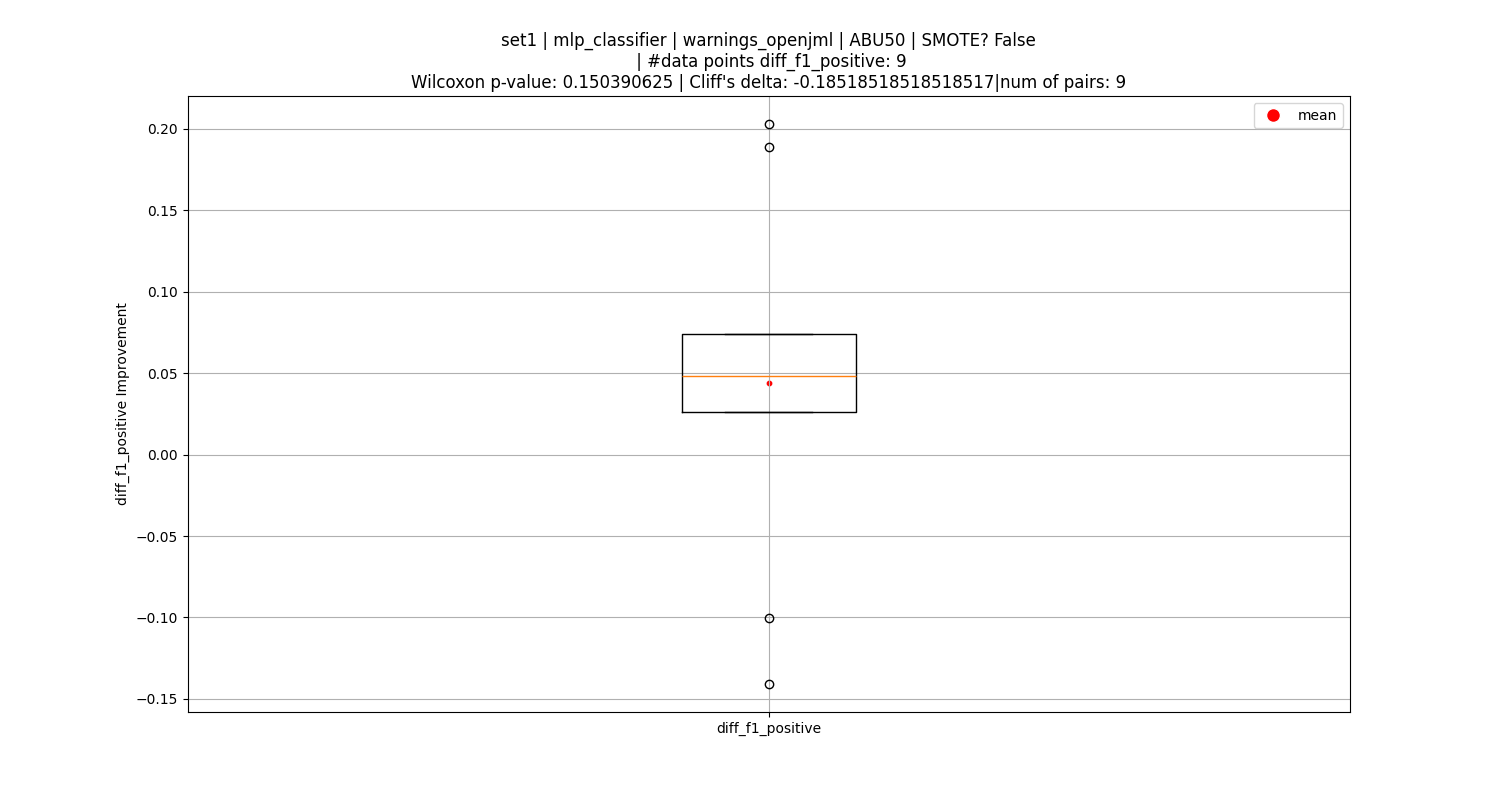 set1 | mlp_classifier | warnings_openjml | ABU50 | SMOTE? False
| #data points diff_f1_positive: 9
Wilcoxon p-value: 0.150390625 | Cliff's delta: -0.18518518518518517|num of pairs: 9
mean
0.20
0.15
0.10
0.05
0.00
−0.05
−0.10
−0.15
diff_f1_positive Improvement
diff_f1_positive